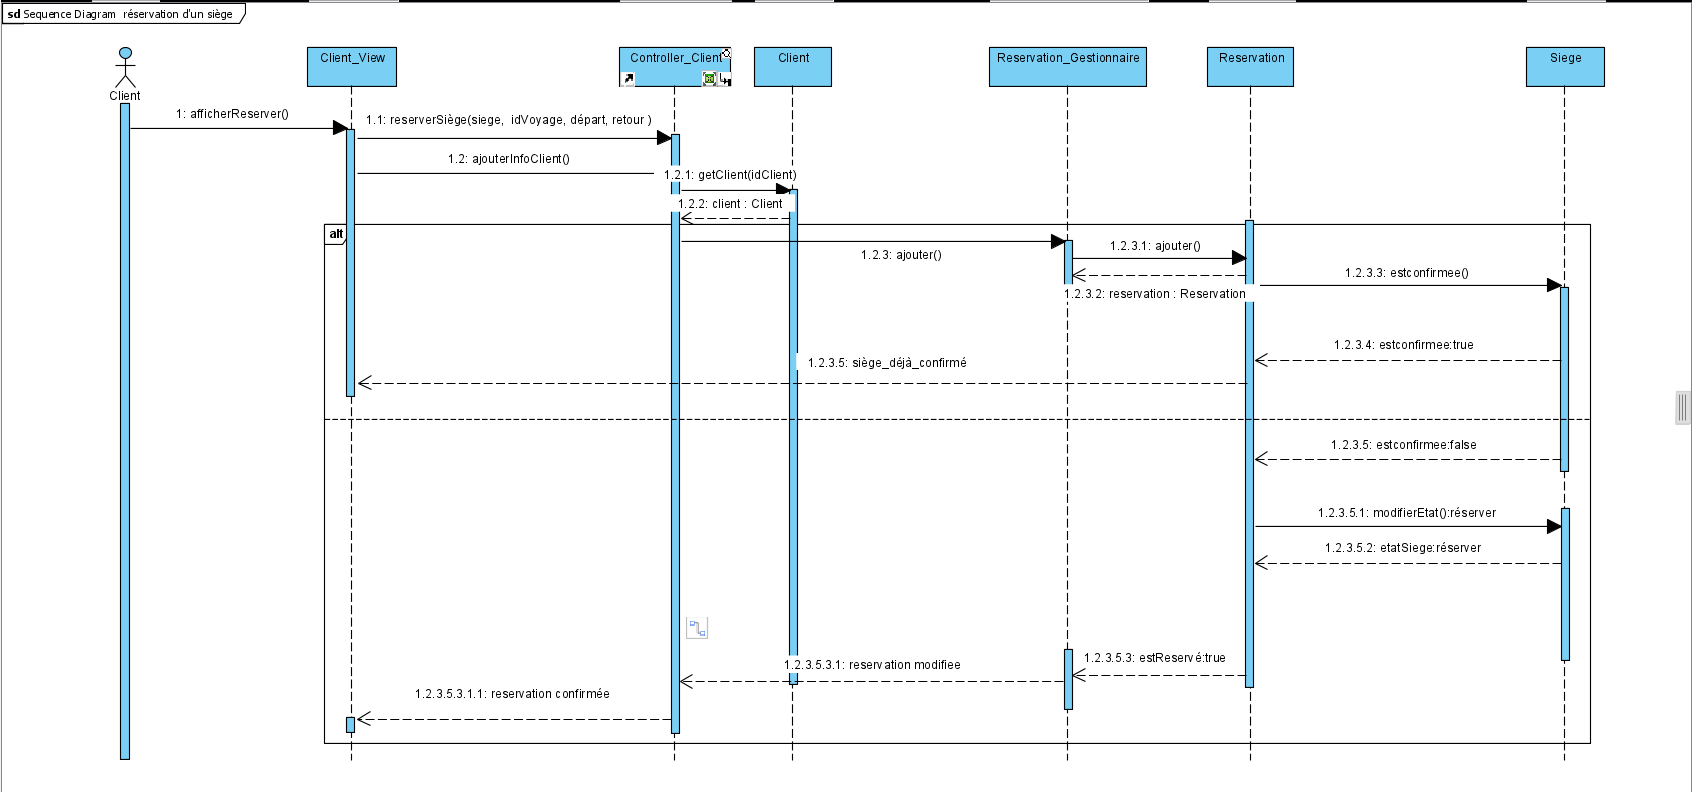 sd Sequence Diagram réservation d'un siège
Client_View
Controller_Client
Client
Reservation_Gestionnaire
Reservation
Siege
Client
1: afficherReserver()
1.1: reserverSiège(siege, idVoyage, départ, retour )
1.2: ajouterInfoClient()
1.2.1: getClient(idClient)
1.2.2: client : Client
alt
1.2.3: ajouter()
1.2.3.1: ajouter()
1.2.3.2: reservation : Reservation
1.2.3.3: estconfirmee()
1.2.3.4: estconfirmee:true
1.2.3.5: siège_déjà_confirmé
1.2.3.5: estconfirmee:false
1.2.3.5.1: modifierEtat():réserver
1.2.3.5.2: etatSiege:réserver
1.2.3.5.3: estReservé:true
1.2.3.5.3.1: reservation modifiee
1.2.3.5.3.1.1: reservation confirmée